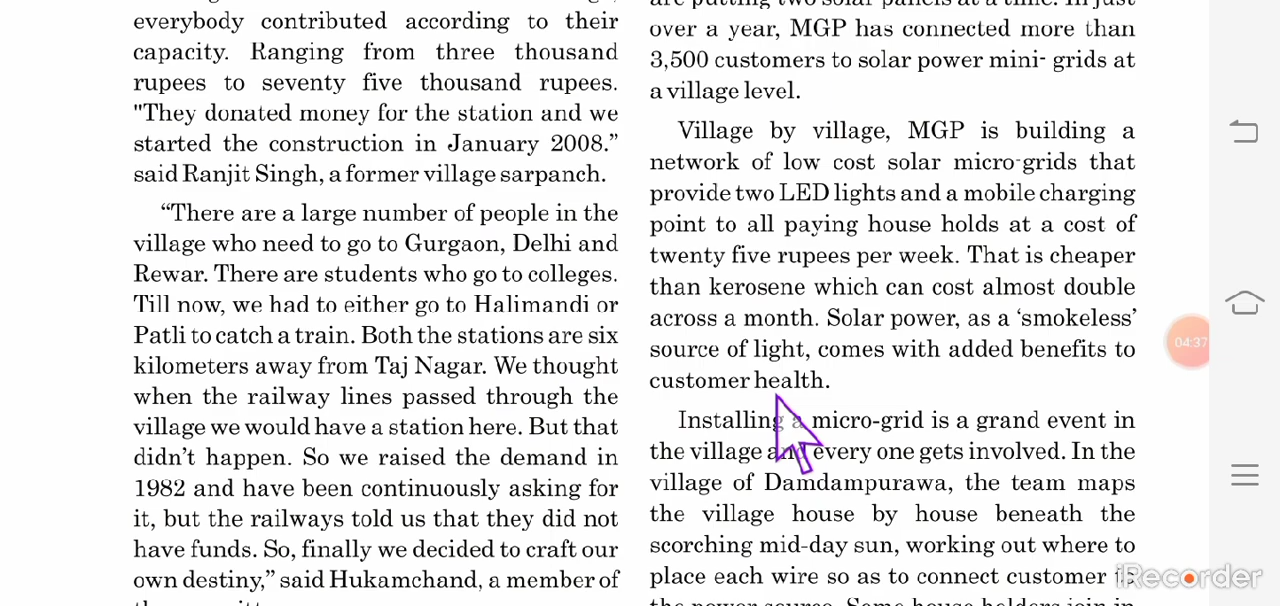 everybody contributed according to their
capacity. Ranging from three thousand
rupees to seventy five thousand rupees.
"They donated money for the station and we
started the construction in January 2008.”
said Ranjit Singh, a former village sarpanch.
“There are a large number of people in the
village who need to go to Gurgaon, Delhi and
Rewar. There are students who go to colleges.
Till now, we had to either go to Halimandi or
Patli to catch a train. Both the stations are six
kilometers away from Taj Nagar. We thought
when the railway lines passed through the
village we would have a station here. But that
didn’t happen. So we raised the demand in
1982 and have been continuously asking for
it, but the railways told us that they did not
have funds. So, finally we decided to craft our
own destiny,” said Hukamchand, a member of
are putting two solar panels at a time. In just
over a year, MGP has connected more than
3,500 customers to solar power mini- grids at
a village level.
Village by village, MGP is building a
network of low cost solar micro-grids that
provide two LED lights and a mobile charging
point to all paying house holds at a cost of
twenty five rupees per week. That is cheaper
than kerosene which can cost almost double
across a month. Solar power, as a ‘smokeless’
source of light, comes with added benefits to
customer health.
Installing a micro-grid is a grand event in
the village and every one gets involved. In the
village of Damdampurawa, the team maps
the village house by house beneath the
scorching mid-day sun, working out where to
place each wire so as to connect customer to
the power source. Some house holders join in
04:37
iRecorder